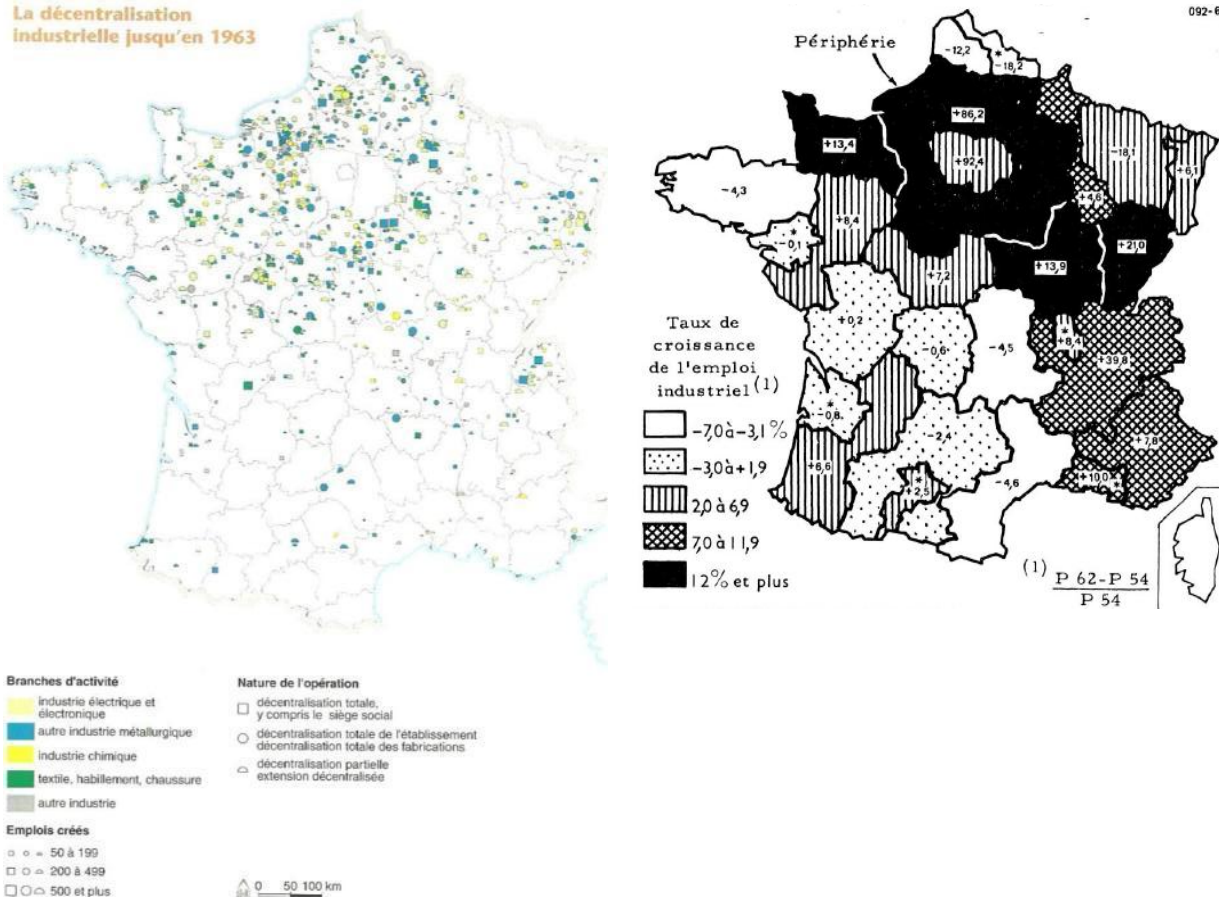 La décentralisation
industrielle jusqu'en 1963
Branches d'activité
industrie électrique et
électronique
autre industrie métallurgique
industrie chimique
textile, habillement, chaussure
autre industrie
Emplois créés
50 à 199
200 à 499
500 et plus
Nature de l'opération
décentralisation totale,
y compris le siège social
décentralisation totale de l'établissement
décentralisation totale des fabrications
décentralisation partielle
extension décentralisée
0 50 100 km
092-6
Périphérie
-12,2
* -18,2
+86,2
+13,4
+92,4
-18,1
+6,1
-4,3
+4,6
+8,4
* -0,1
+21,0
+7,2
+13,9
+0,2
-0,6
-4,5
* +8,4
+39,8
* -0,8
-2,4
+7,8
+6,6
* +2,5
-4,6
+10,0 *
Taux de
croissance
de l'emploi
industriel (1)
-7,0 à -3,1%
-3,0 à +1,9
2,0 à 6,9
7,0 à 11,9
12% et plus
(1) P 62-P 54
P 54